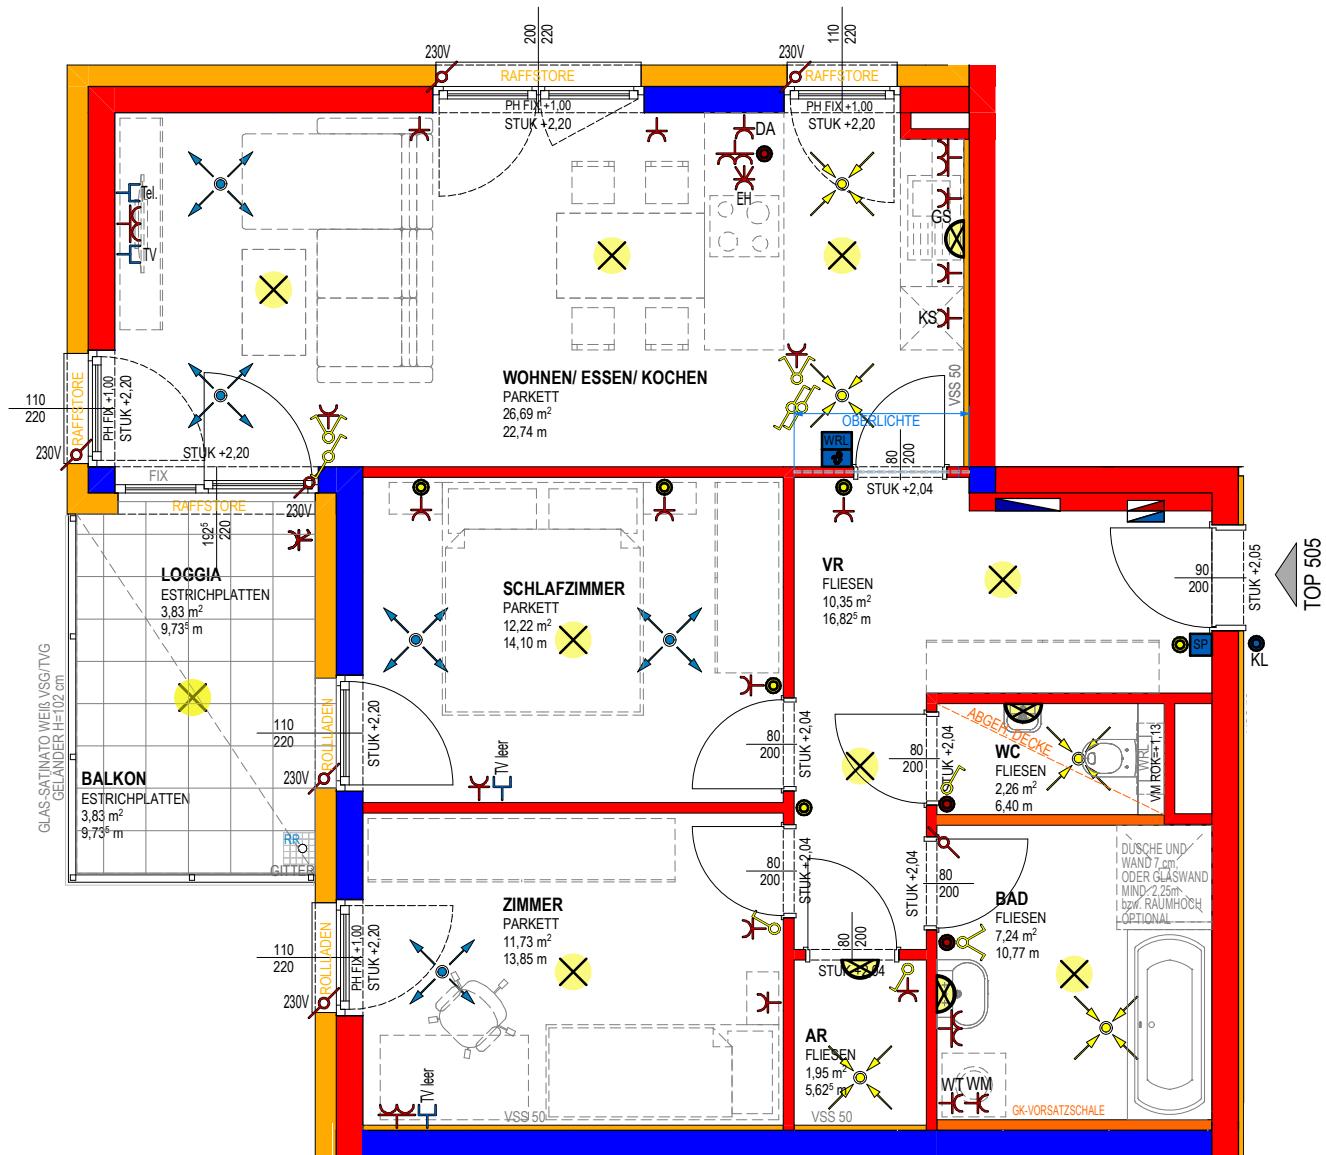 200
220
110
220
230V
RAFFSTORE
230V
RAFFSTORE
PH FIX +1,00
STUK +2,20
PH FIX +1,00
STUK +2,20
DA
EH
Tel.
TV
GS
KS
WOHNEN/ ESSEN/ KOCHEN
PARKETT
26,69 m²
22,74 m
VSS 50
OBERLICHTE
WRL
80
200
STUK +2,04
110
220
RAFFSTORE
PH FIX +1,00
STUK +2,20
230V
STUK +2,20
FIX
RAFFSTORE
230V
192⁵
220
LOGGIA
ESTRICHPLATTEN
3,83 m²
9,73⁵ m
SCHLAFZIMMER
PARKETT
12,22 m²
14,10 m
VR
FLIESEN
10,35 m²
16,82⁵ m
90
200
STUK +2,05
TOP 505
SP
KL
GLAS-SATINATO WEIß VSG/TVG
GELÄNDER H=102 cm
BALKON
ESTRICHPLATTEN
3,83 m²
9,73⁵ m
RR
GITTER
110
220
ROLLLADEN
STUK +2,20
230V
TV leer
80
200
STUK +2,04
80
200
STUK +2,04
ABGEH. DECKE
WC
FLIESEN
2,26 m²
6,40 m
WRL
VM ROK=+1,13
ZIMMER
PARKETT
11,73 m²
13,85 m
80
200
STUK +2,04
80
200
STUK +2,04
80
200
STUK +2,04
BAD
FLIESEN
7,24 m²
10,77 m
DUSCHE UND
WAND 7 cm
ODER GLASWAND
MIND. 2,25m
bzw. RAUMHOCH
OPTIONAL
110
220
ROLLLADEN
PH FIX +1,00
STUK +2,20
230V
TV leer
VSS 50
AR
FLIESEN
1,95 m²
5,62⁵ m
VSS 50
WT
WM
GK-VORSATZSCHALE